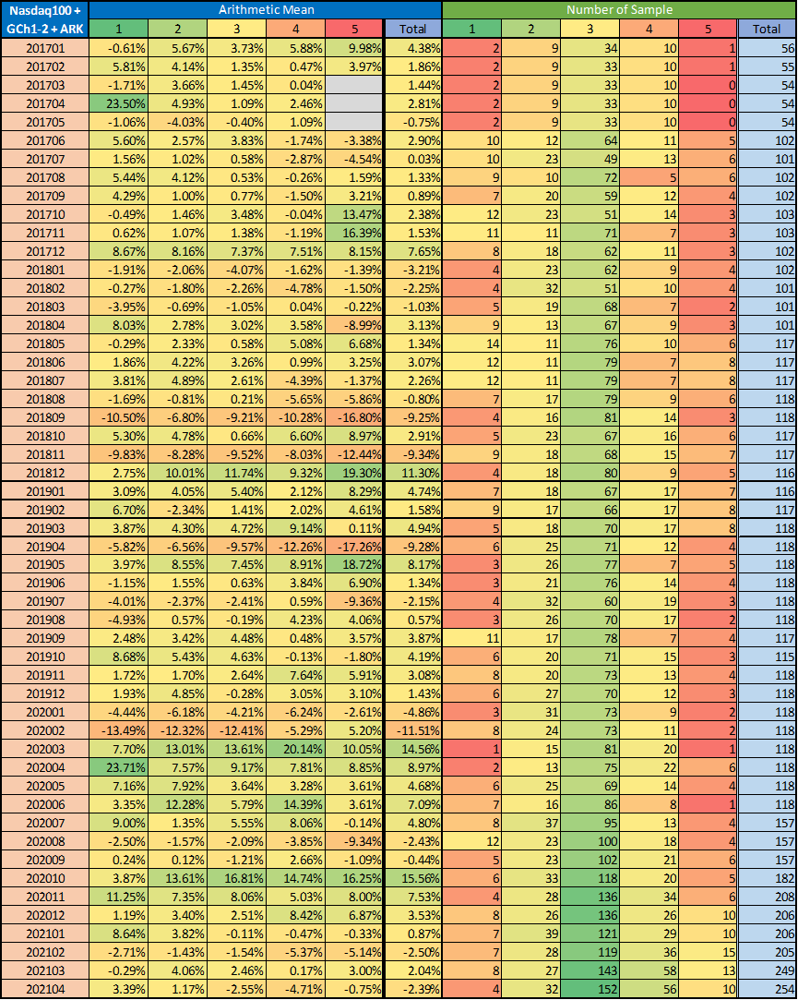 Nasdaq100 + GCh1-2 + ARK Arithmetic Mean Number of Sample
1 2 3 4 5 Total 1 2 3 4 5 Total
201701 -0.61% 5.67% 3.73% 5.88% 9.98% 4.38% 2 9 34 10 1 56
201702 5.81% 4.14% 1.35% 0.47% 3.97% 1.86% 2 9 33 10 1 55
201703 -1.71% 3.66% 1.45% 0.04% 1.44% 2 9 33 10 0 54
201704 23.50% 4.93% 1.09% 2.46% 2.81% 2 9 33 10 0 54
201705 -1.06% -4.03% -0.40% 1.09% -0.75% 2 9 33 10 0 54
201706 5.60% 2.57% 3.83% -1.74% -3.38% 2.90% 10 12 64 11 5 102
201707 1.56% 1.02% 0.58% -2.87% -4.54% 0.03% 10 23 49 13 6 101
201708 5.44% 4.12% 0.53% -0.26% 1.59% 1.33% 9 10 72 5 6 102
201709 4.29% 1.00% 0.77% -1.50% 3.21% 0.89% 7 20 59 12 4 102
201710 -0.49% 1.46% 3.48% -0.04% 13.47% 2.38% 12 23 51 14 3 103
201711 0.62% 1.07% 1.38% -1.19% 16.39% 1.53% 11 11 71 7 3 103
201712 8.67% 8.16% 7.37% 7.51% 8.15% 7.65% 8 18 62 11 3 102
201801 -1.91% -2.06% -4.07% -1.62% -1.39% -3.21% 4 23 62 9 4 102
201802 -0.27% -1.80% -2.26% -4.78% -1.50% -2.25% 4 32 51 10 4 101
201803 -3.95% -0.69% -1.05% 0.04% -0.22% -1.03% 5 19 68 7 2 101
201804 8.03% 2.78% 3.02% 3.58% -8.99% 3.13% 9 13 67 9 3 101
201805 -0.29% 2.33% 0.58% 5.08% 6.68% 1.34% 14 11 76 10 6 117
201806 1.86% 4.22% 3.26% 0.99% 3.25% 3.07% 12 11 79 7 8 117
201807 3.81% 4.89% 2.61% -4.39% -1.37% 2.26% 12 11 79 7 8 117
201808 -1.69% -0.81% 0.21% -5.65% -5.86% -0.80% 7 17 79 9 6 118
201809 -10.50% -6.80% -9.21% -10.28% -16.80% -9.25% 4 16 81 14 3 118
201810 5.30% 4.78% 0.66% 6.60% 8.97% 2.91% 5 23 67 16 6 117
201811 -9.83% -8.28% -9.52% -8.03% -12.44% -9.34% 9 18 68 15 7 117
201812 2.75% 10.01% 11.74% 9.32% 19.30% 11.30% 4 18 80 9 5 116
201901 3.09% 4.05% 5.40% 2.12% 8.29% 4.74% 7 18 67 17 7 116
201902 6.70% -2.34% 1.41% 2.02% 4.61% 1.58% 9 17 66 17 8 117
201903 3.87% 4.30% 4.72% 9.14% 0.11% 4.94% 5 18 70 17 8 118
201904 -5.82% -6.56% -9.57% -12.26% -17.26% -9.28% 6 25 71 12 4 118
201905 3.97% 8.55% 7.45% 8.91% 18.72% 8.17% 3 26 77 7 5 118
201906 -1.15% 1.55% 0.63% 3.84% 6.90% 1.34% 3 21 76 14 4 118
201907 -4.01% -2.37% -2.41% 0.59% -9.36% -2.15% 4 32 60 19 3 118
201908 -4.93% 0.57% -0.19% 4.23% 4.06% 0.57% 3 26 70 17 2 118
201909 2.48% 3.42% 4.48% 0.48% 3.57% 3.87% 11 17 78 7 4 117
201910 8.68% 5.43% 4.63% -0.13% -1.80% 4.19% 6 20 71 15 3 115
201911 1.72% 1.70% 2.64% 7.64% 5.91% 3.08% 8 20 73 13 4 118
201912 1.93% 4.85% -0.28% 3.05% 3.10% 1.43% 6 27 70 12 3 118
202001 -4.44% -6.18% -4.21% -6.24% -2.61% -4.86% 3 31 73 9 2 118
202002 -13.49% -12.32% -12.41% -5.29% 5.20% -11.51% 8 24 73 11 2 118
202003 7.70% 13.01% 13.61% 20.14% 10.05% 14.56% 1 15 81 20 1 118
202004 23.71% 7.57% 9.17% 7.81% 8.85% 8.97% 2 13 75 22 6 118
202005 7.16% 7.92% 3.64% 3.28% 3.61% 4.68% 6 25 69 14 4 118
202006 3.35% 12.28% 5.79% 14.39% 3.61% 7.09% 7 16 86 8 1 118
202007 9.00% 1.35% 5.55% 8.06% -0.14% 4.80% 8 37 95 13 4 157
202008 -2.50% -1.57% -2.09% -3.85% -9.34% -2.43% 12 23 100 18 4 157
202009 0.24% 0.12% -1.21% 2.66% -1.09% -0.44% 5 23 102 21 6 157
202010 3.87% 13.61% 16.81% 14.74% 16.25% 15.56% 6 33 118 20 5 182
202011 11.25% 7.35% 8.06% 5.03% 8.00% 7.53% 4 28 136 34 6 208
202012 1.19% 3.40% 2.51% 8.42% 6.87% 3.53% 8 26 136 26 10 206
202101 8.64% 3.82% -0.11% -0.47% -0.33% 0.87% 7 39 121 29 10 206
202102 -2.71% -1.43% -1.54% -5.37% -5.14% -2.50% 7 28 119 36 15 205
202103 -0.29% 4.06% 2.46% 0.17% 3.00% 2.04% 8 27 143 58 13 249
202104 3.39% 1.17% -2.55% -4.71% -0.75% -2.39% 4 32 152 56 10 254